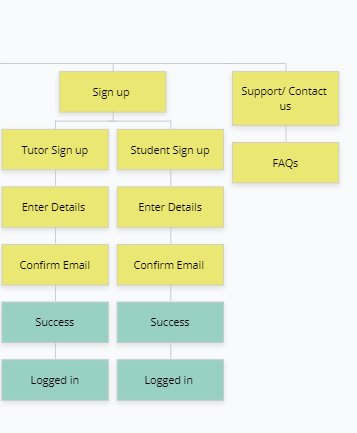 Sign up
Support/ Contact
us
Tutor Sign up
Student Sign up
FAQs
Enter Details
Enter Details
Confirm Email
Confirm Email
Success
Success
Logged in
Logged in